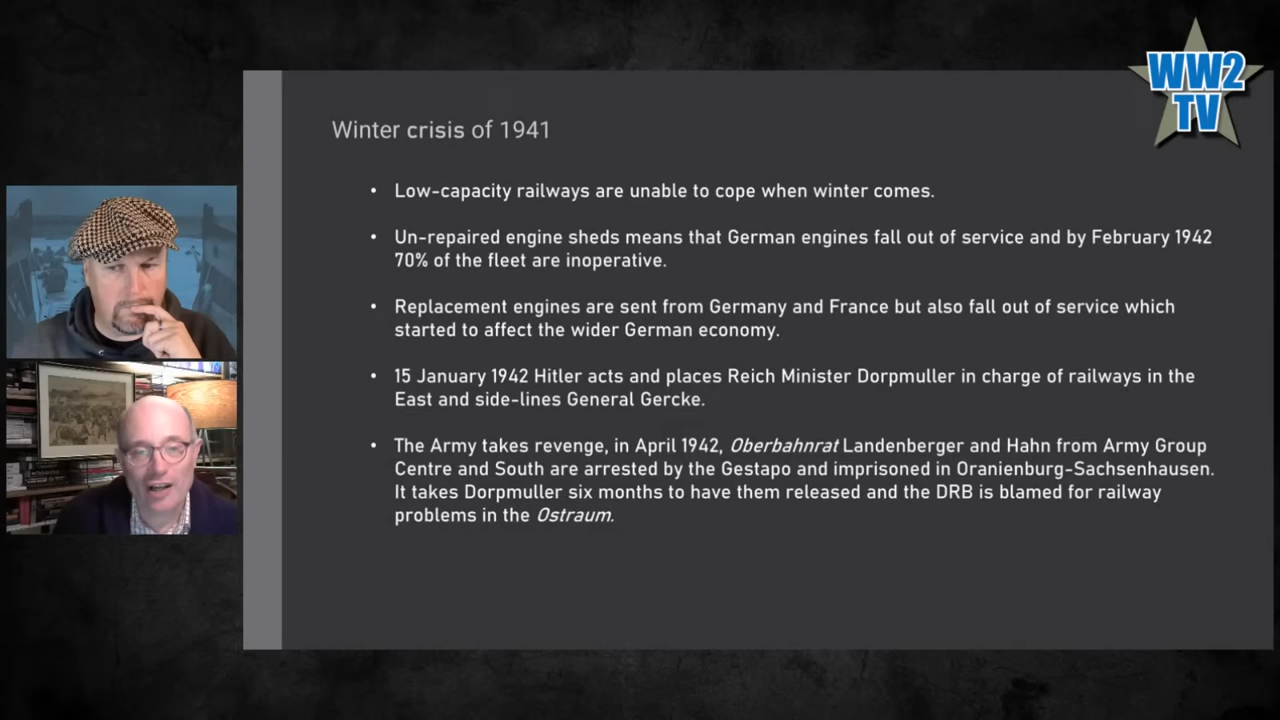 WW2
TV
Winter crisis of 1941
• Low-capacity railways are unable to cope when winter comes.
• Un-repaired engine sheds means that German engines fall out of service and by February 1942
70% of the fleet are inoperative.
• Replacement engines are sent from Germany and France but also fall out of service which
started to affect the wider German economy.
• 15 January 1942 Hitler acts and places Reich Minister Dorpmuller in charge of railways in the
East and side-lines General Gercke.
• The Army takes revenge, in April 1942, Oberbahnrat Landenberger and Hahn from Army Group
Centre and South are arrested by the Gestapo and imprisoned in Oranienburg-Sachsenhausen.
It takes Dorpmuller six months to have them released and the DRB is blamed for railway
problems in the Ostraum.